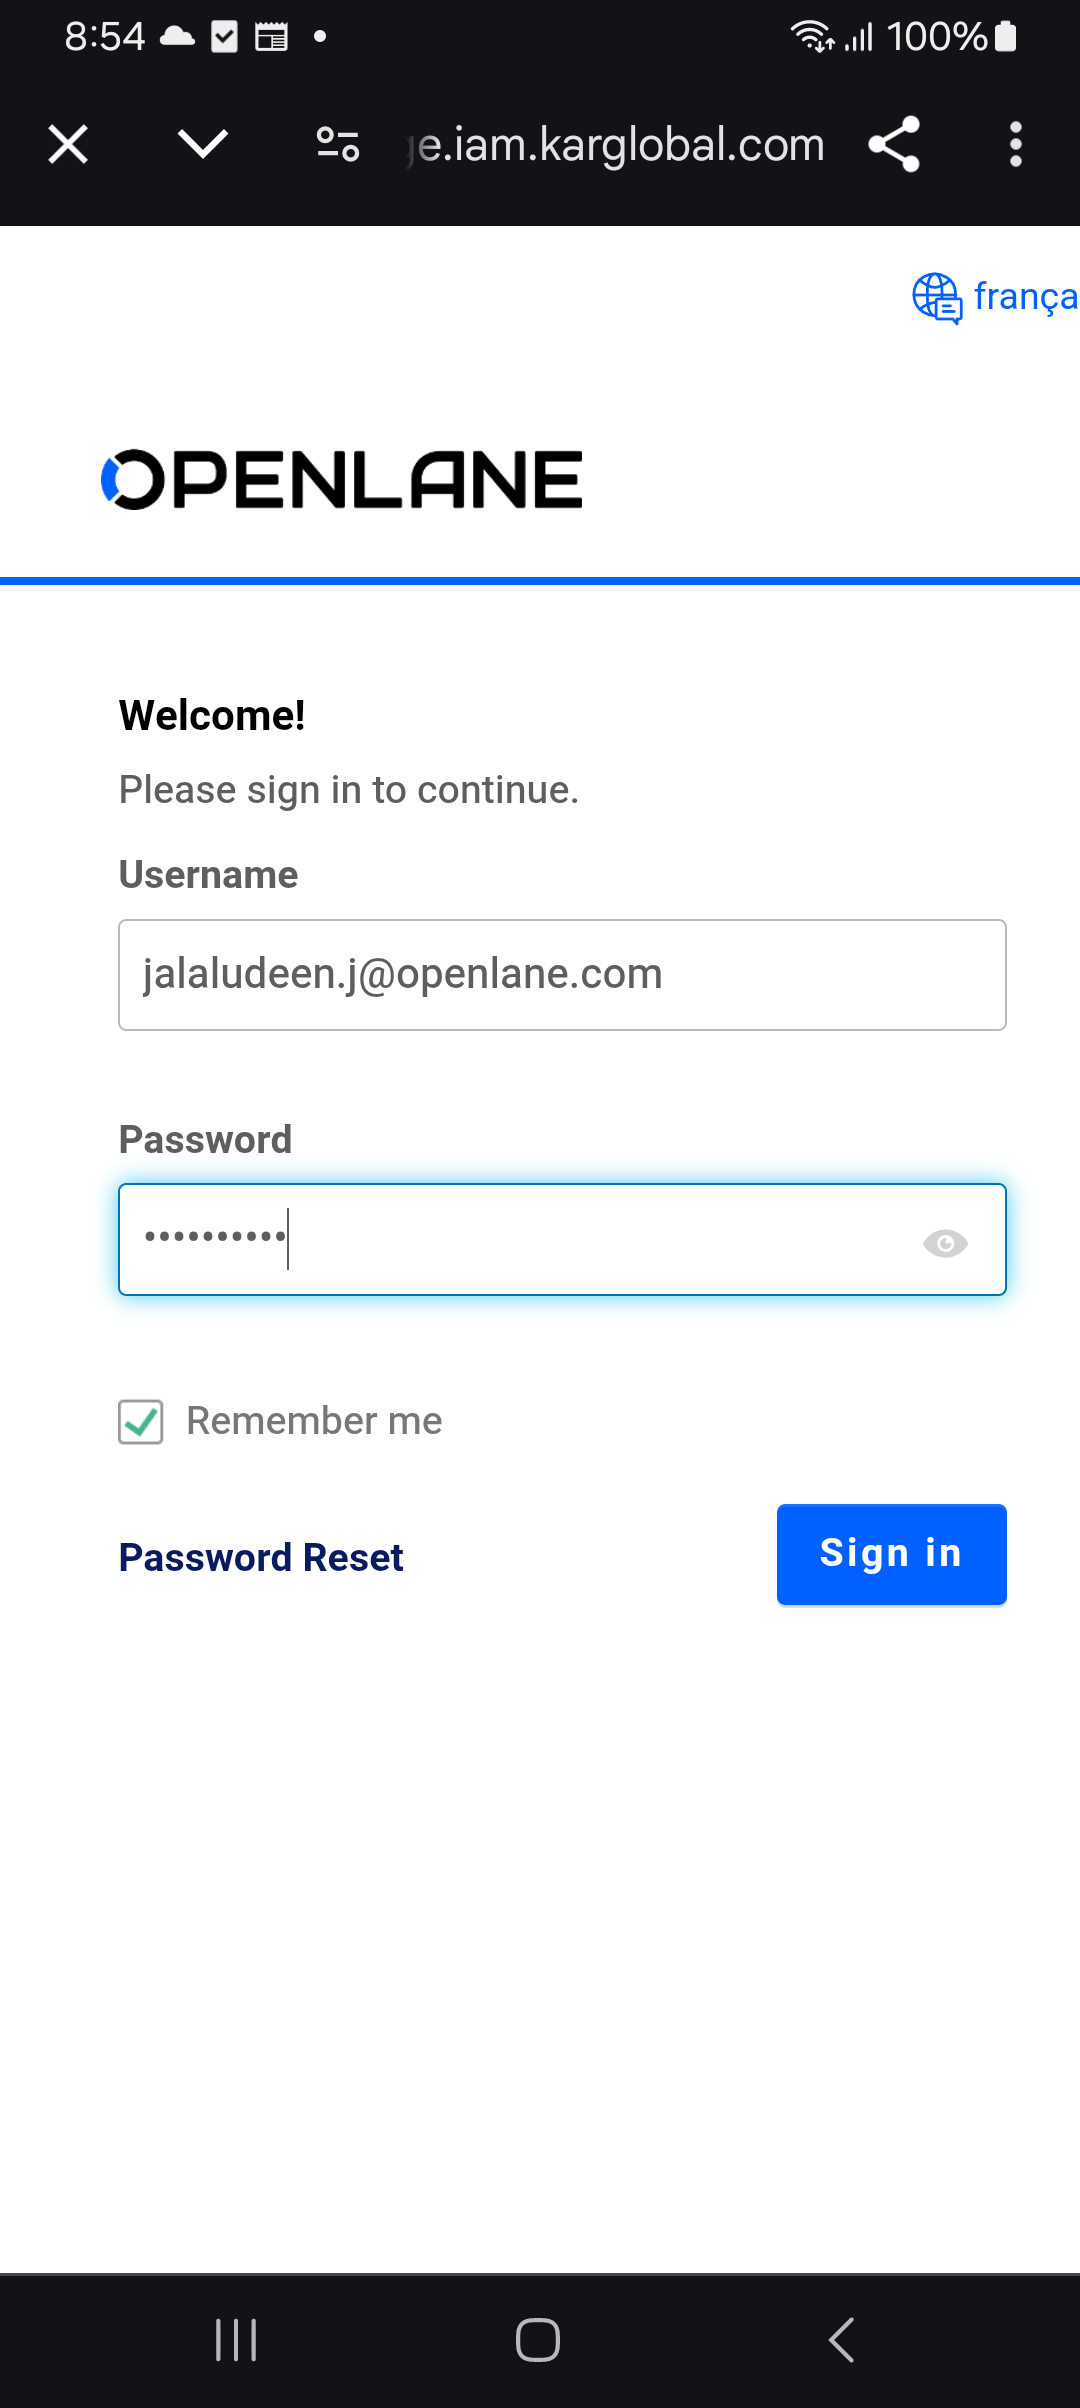 8:54
100%
e.iam.karglobal.com
frança
OPENLANE
Welcome!
Please sign in to continue.
Username
jalaludeen.j@openlane.com
Password
••••••••••
Remember me
Password Reset
Sign in